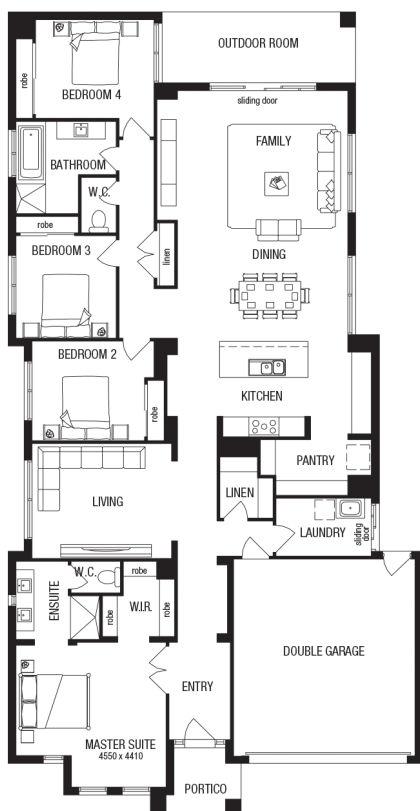 OUTDOOR ROOM
robe
BEDROOM 4
sliding door
FAMILY
BATHROOM
W.C.
robe
BEDROOM 3
linen
DINING
BEDROOM 2
robe
KITCHEN
PANTRY
LINEN
LIVING
LAUNDRY
sliding
door
W.C.
robe
ENSUITE
robe
W.I.R.
robe
DOUBLE GARAGE
ENTRY
MASTER SUITE
4550 x 4410
PORTICO